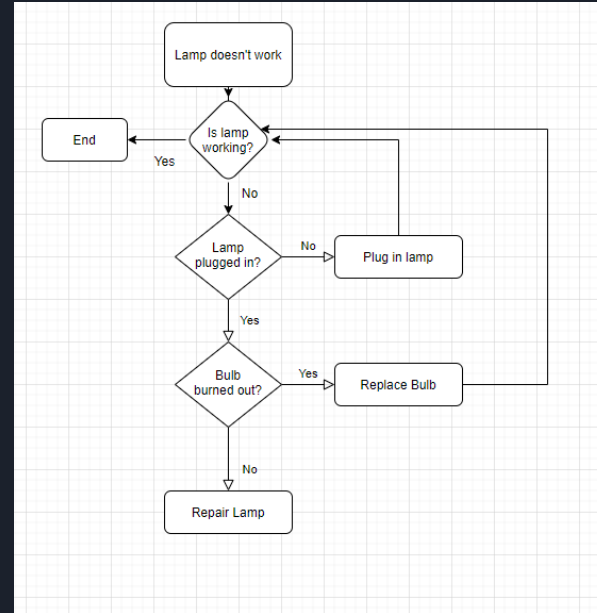 Lamp doesn't work
Is lamp
working?
End
Yes
No
Lamp
plugged in?
No
Plug in lamp
Yes
Bulb
burned out?
Yes
Replace Bulb
No
Repair Lamp